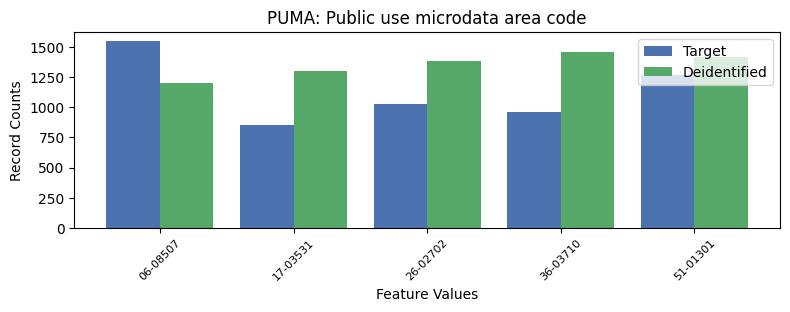 PUMA: Public use microdata area code
Record Counts
1500
1250
1000
750
500
250
0
Target
Deidentified
06-08507
17-03531
26-02702
36-03710
51-01301
Feature Values